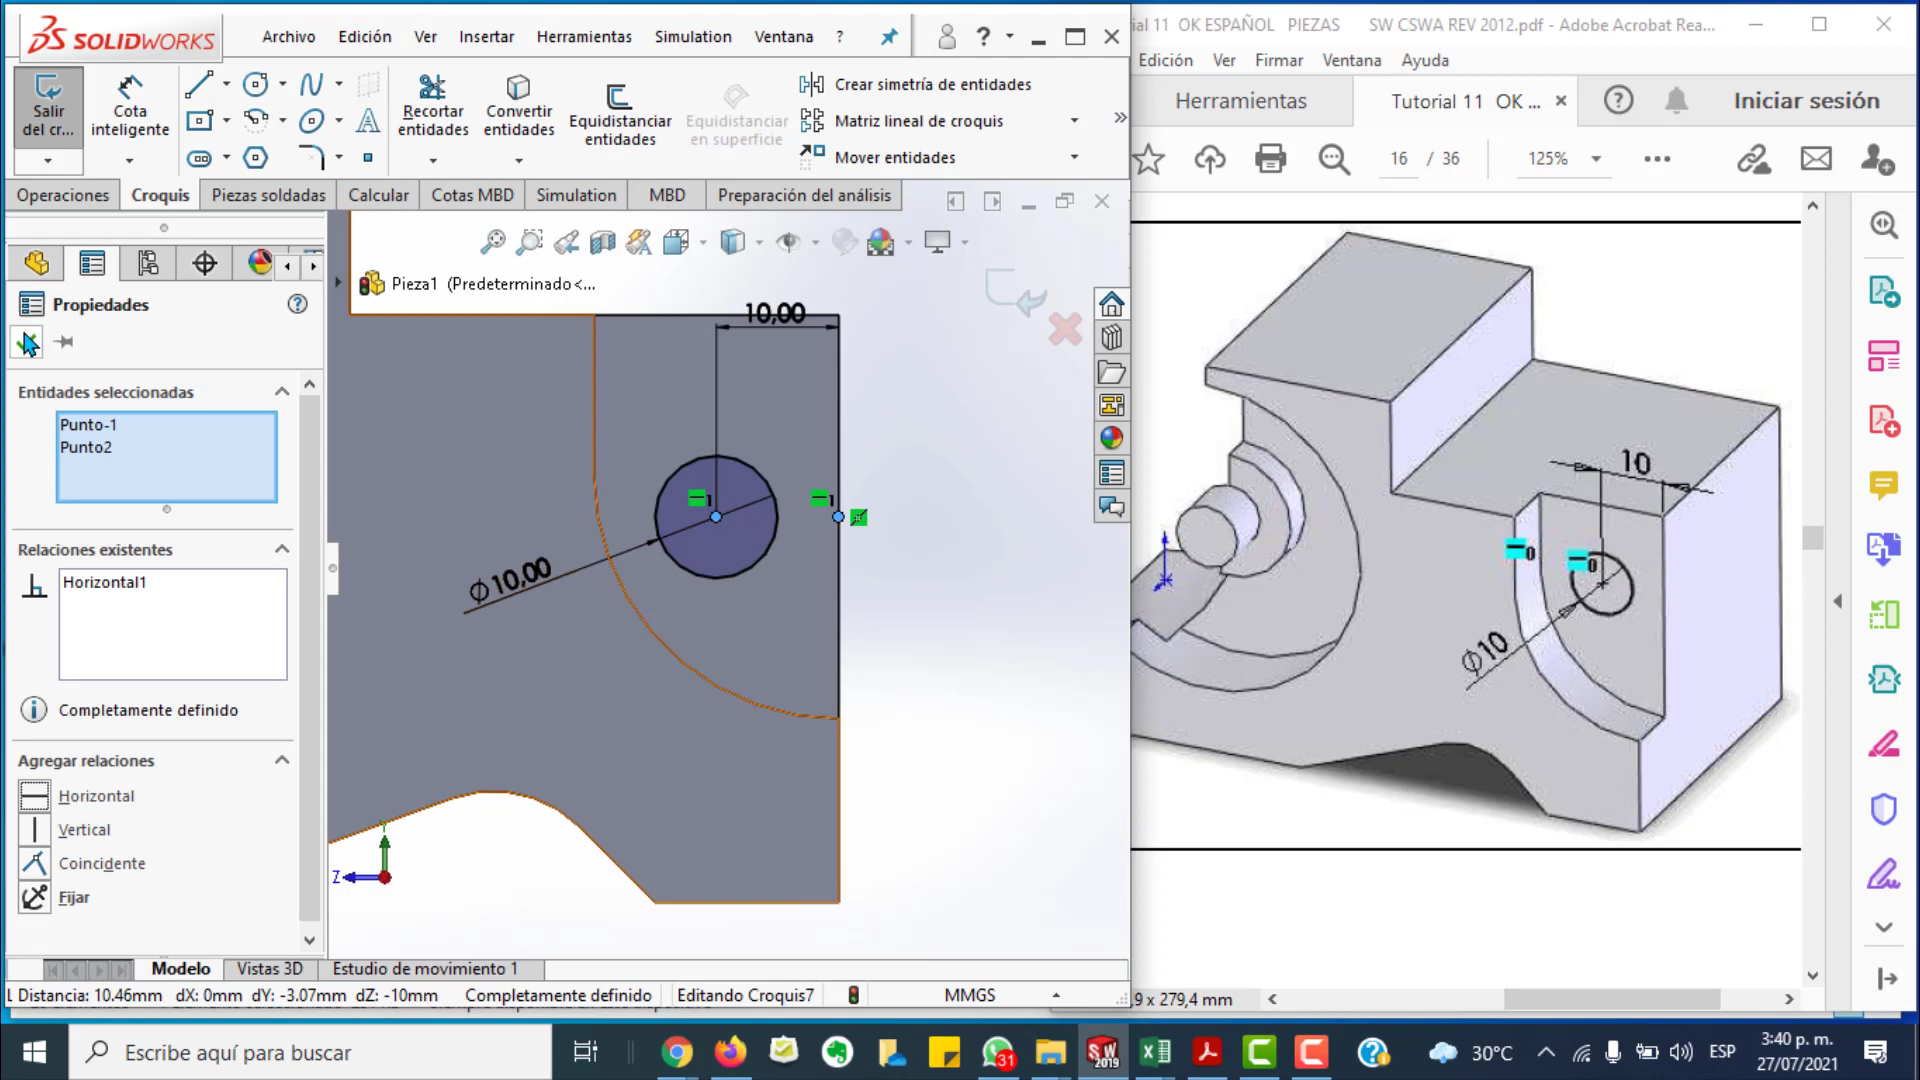 SOLIDWORKS
Archivo Edición Ver Insertar Herramientas Simulation Ventana ?
Salir del cr...
Cota inteligente
Recortar entidades
Convertir entidades
Equidistanciar entidades
Equidistanciar en superficie
Crear simetría de entidades
Matriz lineal de croquis
Mover entidades
Operaciones Croquis Piezas soldadas Calcular Cotas MBD Simulation MBD Preparación del análisis
Propiedades
Entidades seleccionadas
Punto-1
Punto2
Relaciones existentes
Horizontal1
Completamente definido
Agregar relaciones
Horizontal
Vertical
Coincidente
Fijar
Pieza1 (Predeterminado<...
10,00
1
1
Φ10,00
Z
Modelo Vistas 3D Estudio de movimiento 1
Distancia: 10.46mm dX: 0mm dY: -3.07mm dZ: -10mm Completamente definido Editando Croquis7 MMGS
ial 11 OK ESPAÑOL PIEZAS SW CSWA REV 2012.pdf - Adobe Acrobat Rea...
Edición Ver Firmar Ventana Ayuda
Herramientas Tutorial 11 OK ... Iniciar sesión
16 / 36 125%
10
0
0
Φ10
9 x 279,4 mm
Escribe aquí para buscar
31
SW 2019
30°C
ESP
3:40 p. m.
27/07/2021